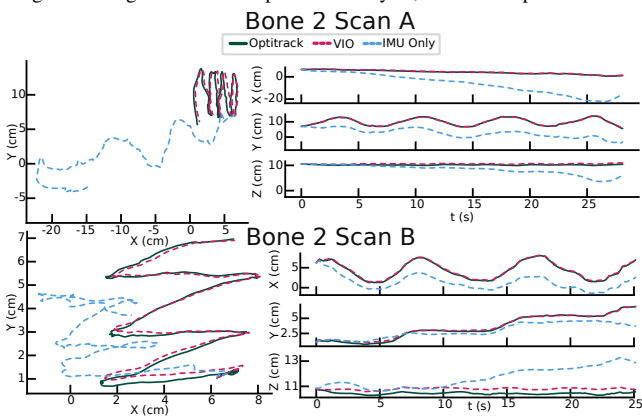 Bone 2 Scan A
Optitrack VIO IMU Only
Y (cm)
10
5
0
−5
−20 −15 −10 −5 0 5
X (cm)
X (cm)
0
−20
Y (cm)
10
0
Z (cm)
10
0
0 5 10 15 20 25
t (s)
Bone 2 Scan B
Y (cm)
7
6
5
4
3
2
1
0 2 4 6 8
X (cm)
X (cm)
5
0
Y (cm)
5
2.5
Z (cm)
13
11
0 5 10 15 20 25
t (s)